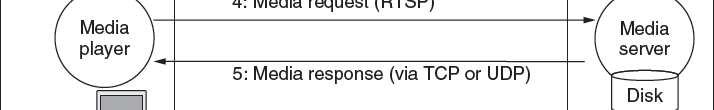 4: Media request (RTSP)
Media
player
Media
server
5: Media response (via TCP or UDP)
Disk